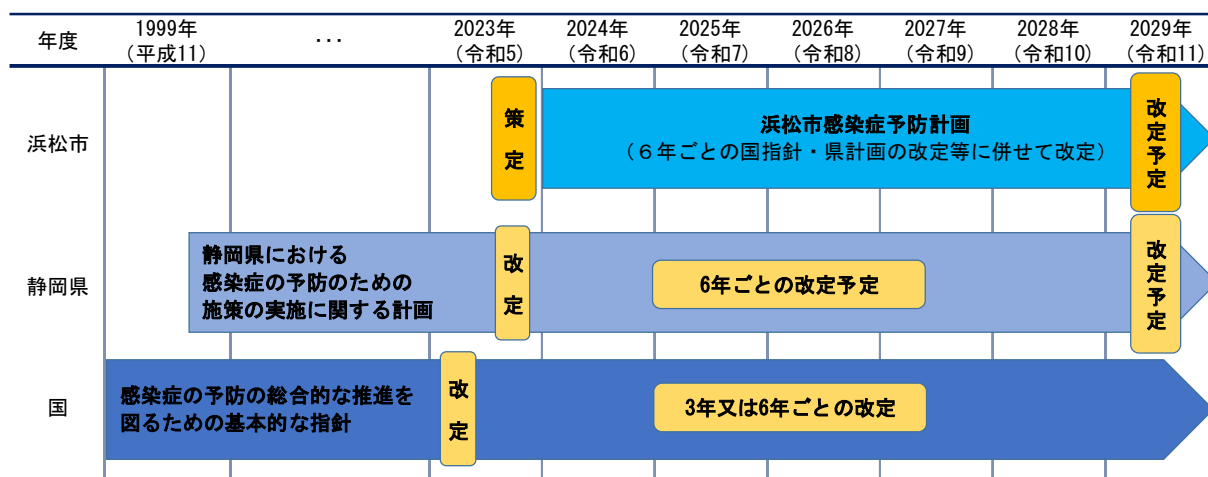 年度
1999年
（平成11）
...
2023年
（令和5）
2024年
（令和6）
2025年
（令和7）
2026年
（令和8）
2027年
（令和9）
2028年
（令和10）
2029年
（令和11）
浜松市
策定
浜松市感染症予防計画
（６年ごとの国指針・県計画の改定等に併せて改定）
改定予定
静岡県
静岡県における
感染症の予防のための
施策の実施に関する計画
改定
6年ごとの改定予定
改定予定
国
感染症の予防の総合的な推進を
図るための基本的な指針
改定
3年又は6年ごとの改定